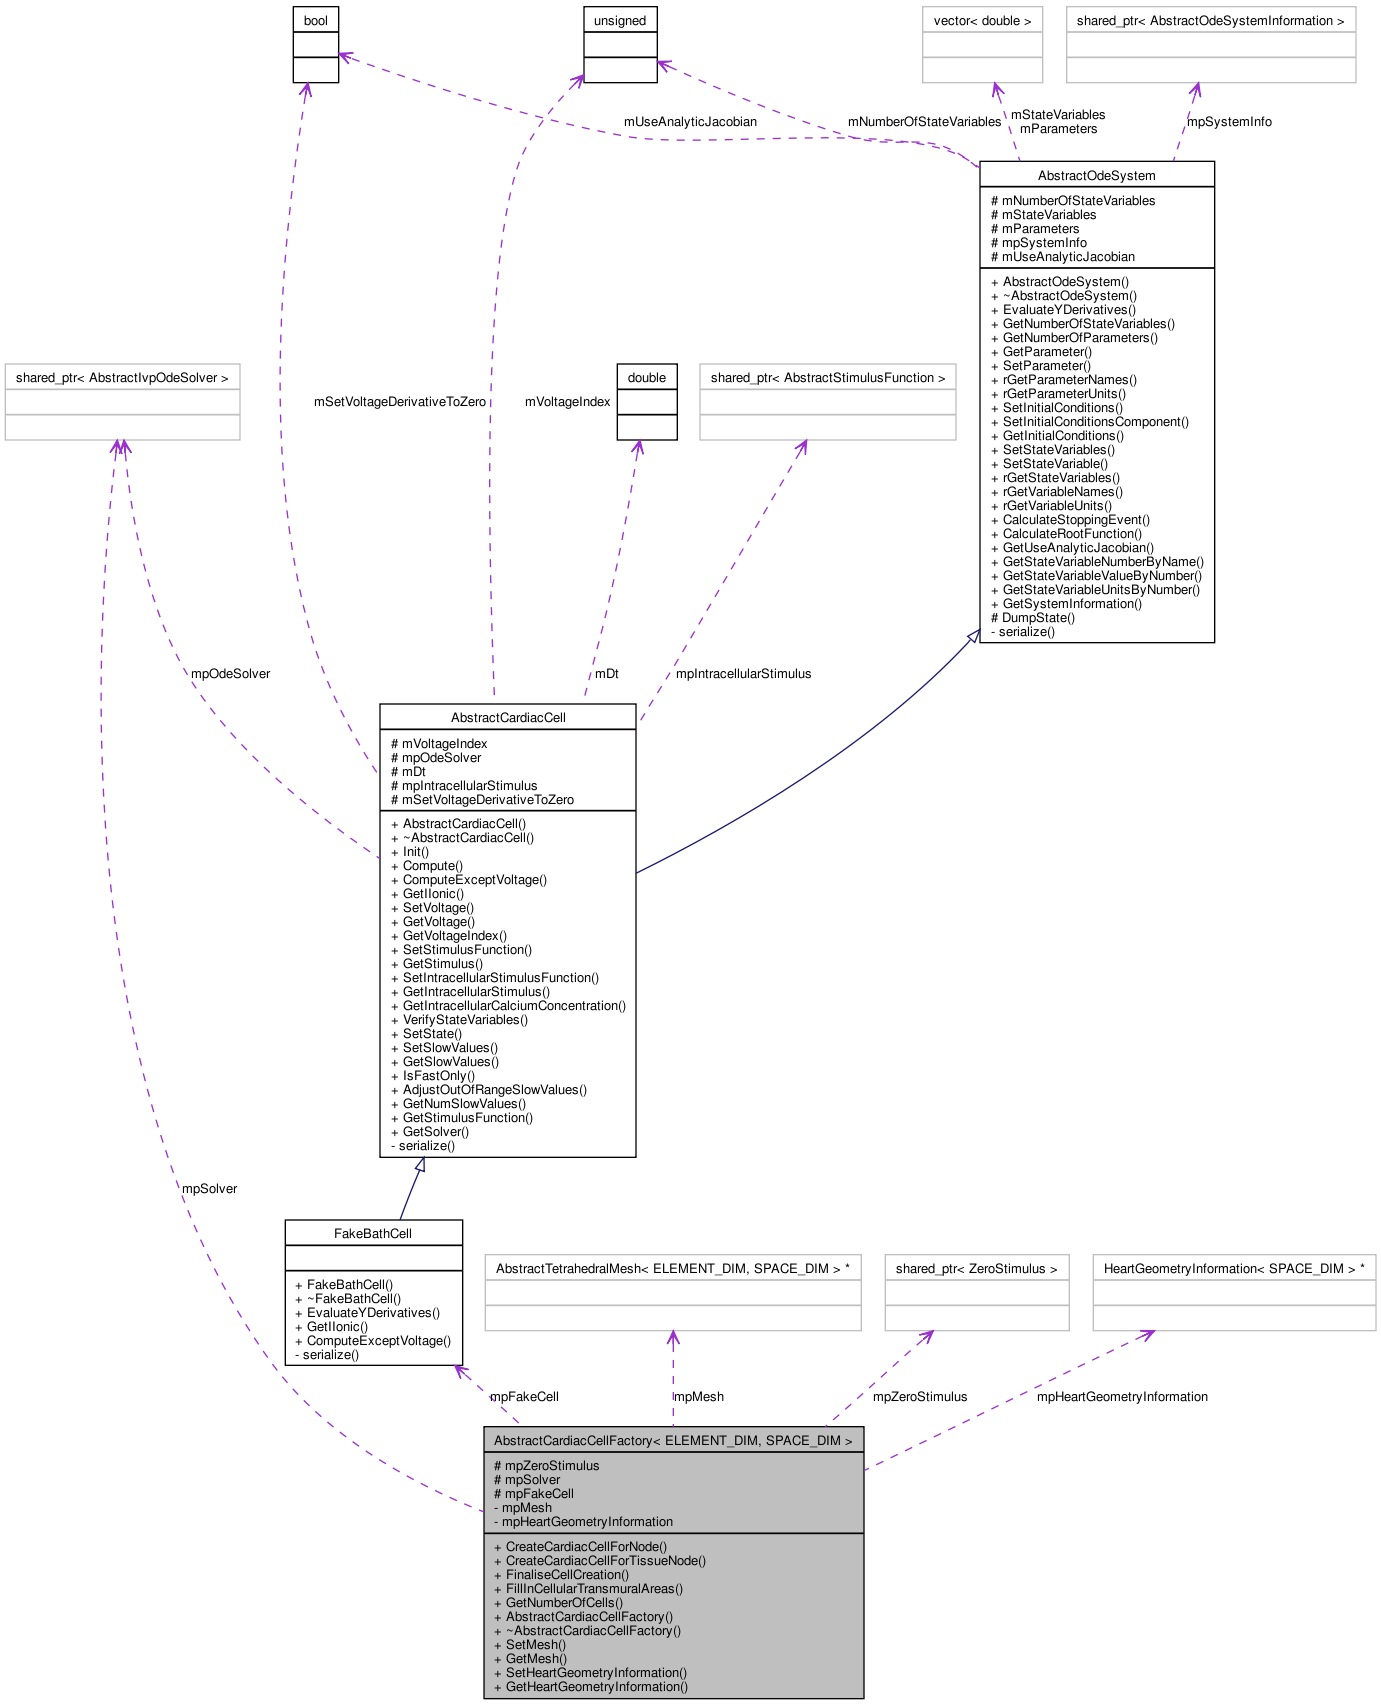 bool
unsigned
vector< double >
shared_ptr< AbstractOdeSystemInformation >
mUseAnalyticJacobian
mNumberOfStateVariables
mStateVariables
mParameters
mpSystemInfo
AbstractOdeSystem
# mNumberOfStateVariables
# mStateVariables
# mParameters
# mpSystemInfo
# mUseAnalyticJacobian
+ AbstractOdeSystem()
+ ~AbstractOdeSystem()
+ EvaluateYDerivatives()
+ GetNumberOfStateVariables()
+ GetNumberOfParameters()
+ GetParameter()
+ SetParameter()
+ rGetParameterNames()
+ rGetParameterUnits()
+ SetInitialConditions()
+ SetInitialConditionsComponent()
+ GetInitialConditions()
+ SetStateVariables()
+ SetStateVariable()
+ rGetStateVariables()
+ rGetVariableNames()
+ rGetVariableUnits()
+ CalculateStoppingEvent()
+ CalculateRootFunction()
+ GetUseAnalyticJacobian()
+ GetStateVariableNumberByName()
+ GetStateVariableValueByNumber()
+ GetStateVariableUnitsByNumber()
+ GetSystemInformation()
# DumpState()
- serialize()
shared_ptr< AbstractIvpOdeSolver >
mSetVoltageDerivativeToZero
mVoltageIndex
double
shared_ptr< AbstractStimulusFunction >
mpOdeSolver
mDt
mpIntracellularStimulus
AbstractCardiacCell
# mVoltageIndex
# mpOdeSolver
# mDt
# mpIntracellularStimulus
# mSetVoltageDerivativeToZero
+ AbstractCardiacCell()
+ ~AbstractCardiacCell()
+ Init()
+ Compute()
+ ComputeExceptVoltage()
+ GetIIonic()
+ SetVoltage()
+ GetVoltage()
+ GetVoltageIndex()
+ SetStimulusFunction()
+ GetStimulus()
+ SetIntracellularStimulusFunction()
+ GetIntracellularStimulus()
+ GetIntracellularCalciumConcentration()
+ VerifyStateVariables()
+ SetState()
+ SetSlowValues()
+ GetSlowValues()
+ IsFastOnly()
+ AdjustOutOfRangeSlowValues()
+ GetNumSlowValues()
+ GetStimulusFunction()
+ GetSolver()
- serialize()
mpSolver
FakeBathCell
+ FakeBathCell()
+ ~FakeBathCell()
+ EvaluateYDerivatives()
+ GetIIonic()
+ ComputeExceptVoltage()
- serialize()
AbstractTetrahedralMesh< ELEMENT_DIM, SPACE_DIM > *
shared_ptr< ZeroStimulus >
HeartGeometryInformation< SPACE_DIM > *
mpFakeCell
mpMesh
mpZeroStimulus
mpHeartGeometryInformation
AbstractCardiacCellFactory< ELEMENT_DIM, SPACE_DIM >
# mpZeroStimulus
# mpSolver
# mpFakeCell
- mpMesh
- mpHeartGeometryInformation
+ CreateCardiacCellForNode()
+ CreateCardiacCellForTissueNode()
+ FinaliseCellCreation()
+ FillInCellularTransmuralAreas()
+ GetNumberOfCells()
+ AbstractCardiacCellFactory()
+ ~AbstractCardiacCellFactory()
+ SetMesh()
+ GetMesh()
+ SetHeartGeometryInformation()
+ GetHeartGeometryInformation()